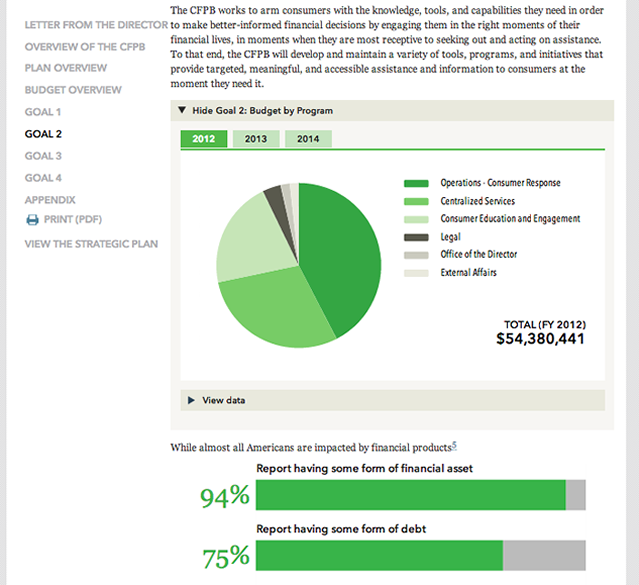 LETTER FROM THE DIRECTOR
OVERVIEW OF THE CFPB
PLAN OVERVIEW
BUDGET OVERVIEW
GOAL 1
GOAL 2
GOAL 3
GOAL 4
APPENDIX
PRINT (PDF)
VIEW THE STRATEGIC PLAN
The CFPB works to arm consumers with the knowledge, tools, and capabilities they need in order
to make better-informed financial decisions by engaging them in the right moments of their
financial lives, in moments when they are most receptive to seeking out and acting on assistance.
To that end, the CFPB will develop and maintain a variety of tools, programs, and initiatives that
provide targeted, meaningful, and accessible assistance and information to consumers at the
moment they need it.
Hide Goal 2: Budget by Program
2012 2013 2014
Operations - Consumer Response
Centralized Services
Consumer Education and Engagement
Legal
Office of the Director
External Affairs
TOTAL (FY 2012)
$54,380,441
View data
While almost all Americans are impacted by financial products5
Report having some form of financial asset
94%
Report having some form of debt
75%